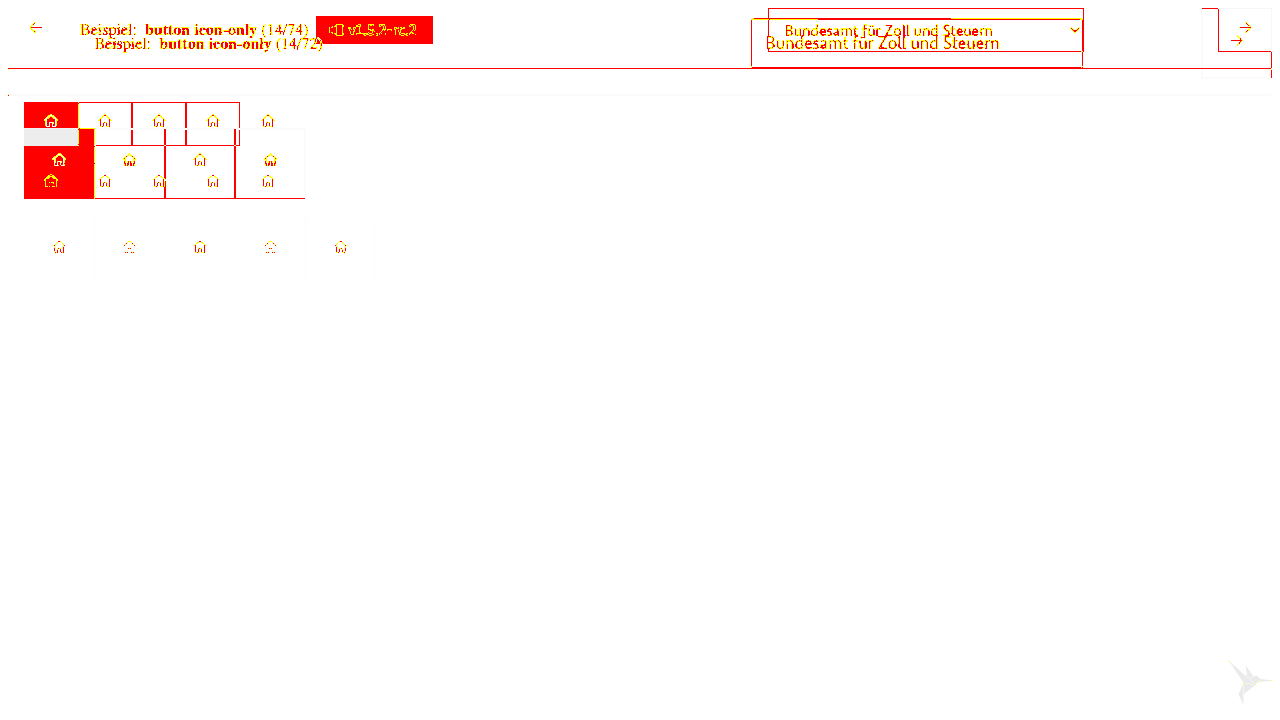 Beispiel: button icon-only (14/74)
v1.5.2-rc.2
Bundesamt für Zoll und Steuern
Beispiel: button icon-only (14/72)
Bundesamt für Zoll und Steuern